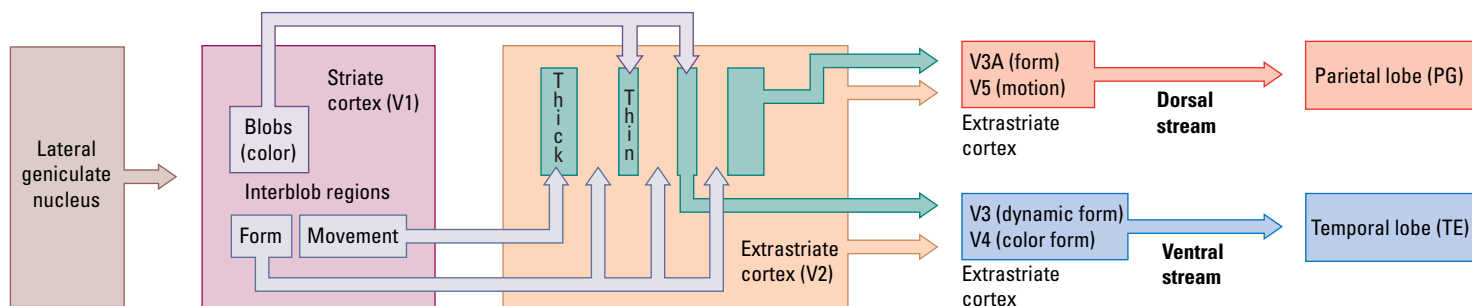 Lateral
geniculate
nucleus
Striate
cortex (V1)
Blobs
(color)
Interblob regions
Form
Movement
Thick
Thin
Extrastriate
cortex (V2)
V3A (form)
V5 (motion)
Extrastriate
cortex
Dorsal
stream
Parietal lobe (PG)
V3 (dynamic form)
V4 (color form)
Extrastriate
cortex
Ventral
stream
Temporal lobe (TE)